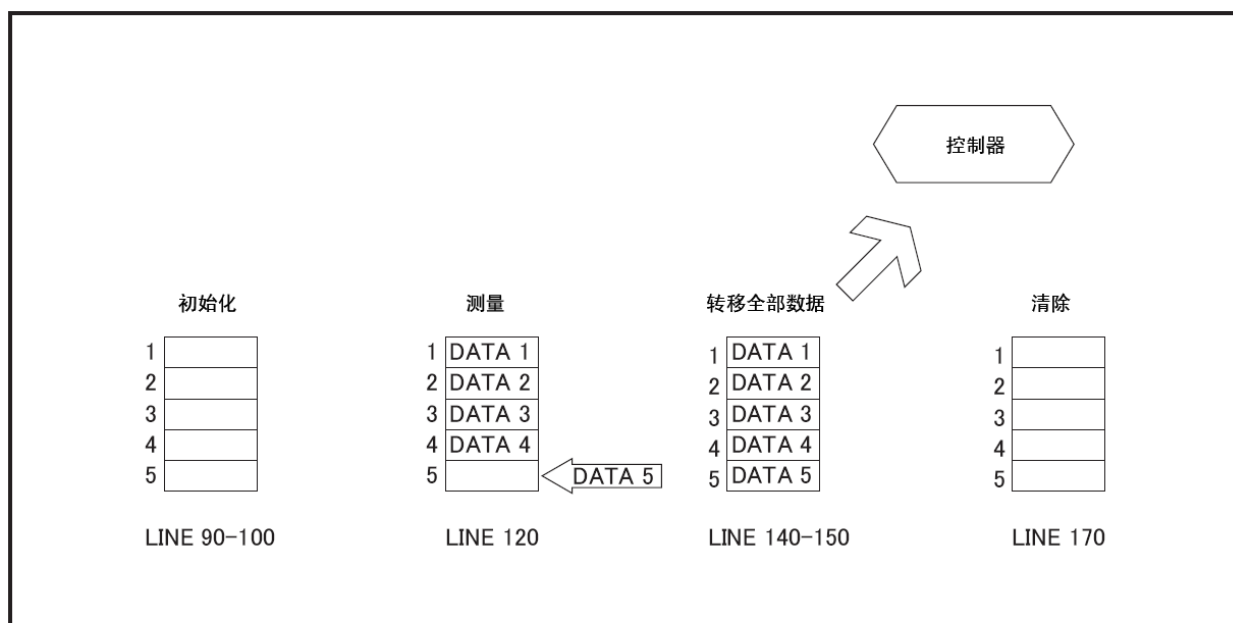 控制器
初始化
1
2
3
4
5
LINE 90-100
测量
1 DATA 1
2 DATA 2
3 DATA 3
4 DATA 4
5
DATA 5
LINE 120
转移全部数据
1 DATA 1
2 DATA 2
3 DATA 3
4 DATA 4
5 DATA 5
LINE 140-150
清除
1
2
3
4
5
LINE 170